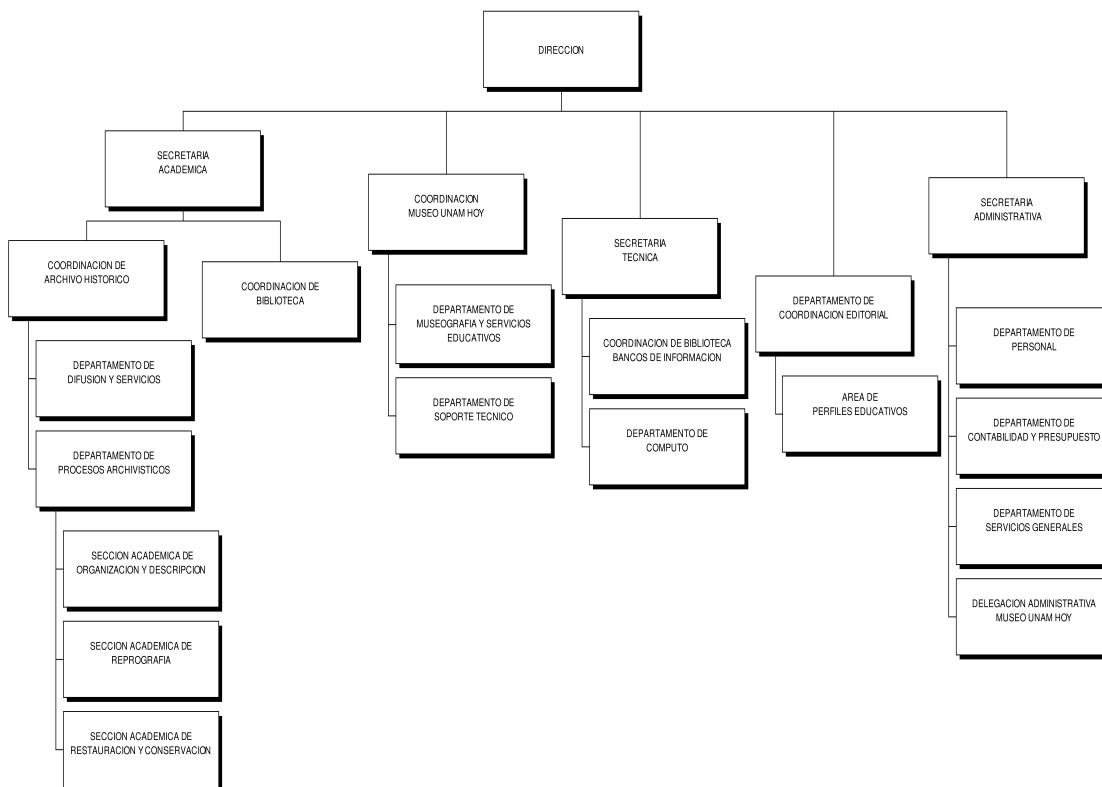 DIRECCION
SECRETARIA
ACADEMICA
COORDINACION DE
ARCHIVO HISTORICO
DEPARTAMENTO DE
DIFUSION Y SERVICIOS
DEPARTAMENTO DE
PROCESOS ARCHIVISTICOS
SECCION ACADEMICA DE
ORGANIZACION Y DESCRIPCION
SECCION ACADEMICA DE
REPROGRAFIA
SECCION ACADEMICA DE
RESTAURACION Y CONSERVACION
COORDINACION DE
BIBLIOTECA
COORDINACION
MUSEO UNAM HOY
DEPARTAMENTO DE
MUSEOGRAFIA Y SERVICIOS
EDUCATIVOS
DEPARTAMENTO DE
SOPORTE TECNICO
SECRETARIA
TECNICA
COORDINACION DE BIBLIOTECA
BANCOS DE INFORMACION
DEPARTAMENTO DE
COMPUTO
DEPARTAMENTO DE
COORDINACION EDITORIAL
AREA DE
PERFILES EDUCATIVOS
SECRETARIA
ADMINISTRATIVA
DEPARTAMENTO DE
PERSONAL
DEPARTAMENTO DE
CONTABILIDAD Y PRESUPUESTO
DEPARTAMENTO DE
SERVICIOS GENERALES
DELEGACION ADMINISTRATIVA
MUSEO UNAM HOY